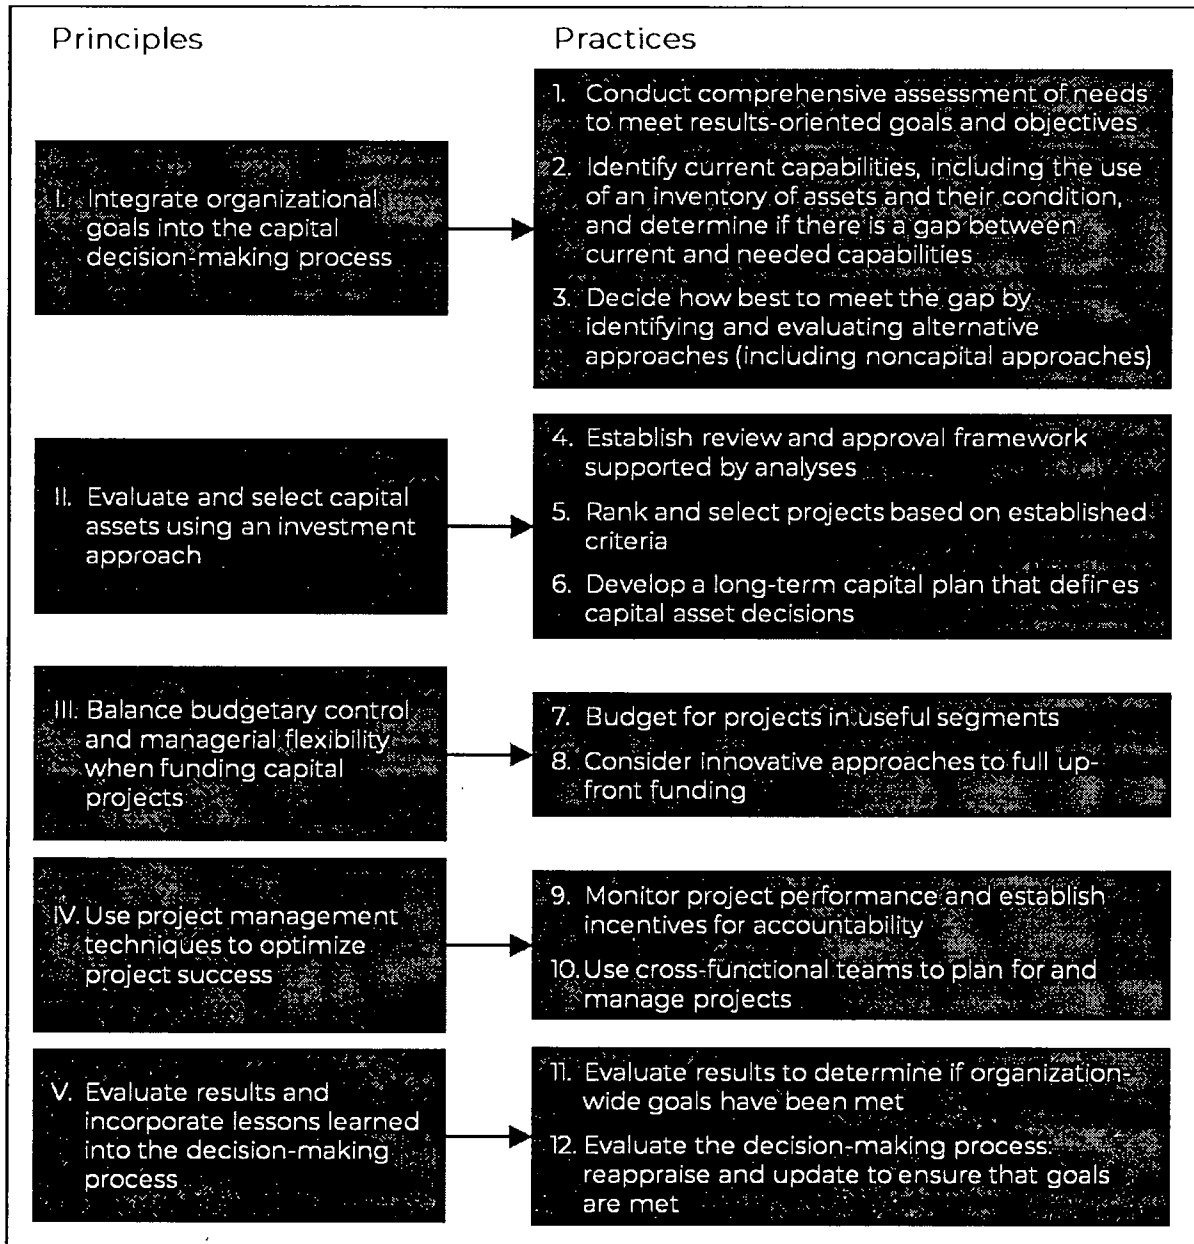 Principles
Practices
I. Integrate organizational
goals into the capital
decision-making process
1. Conduct comprehensive assessment of needs
to meet results-oriented goals and objectives
2. Identify current capabilities, including the use
of an inventory of assets and their condition,
and determine if there is a gap between
current and needed capabilities
3. Decide how best to meet the gap by
identifying and evaluating alternative
approaches (including noncapital approaches)
II. Evaluate and select capital
assets using an investment
approach
4. Establish review and approval framework
supported by analyses
5. Rank and select projects based on established
criteria
6. Develop a long-term capital plan that defines
capital asset decisions
III. Balance budgetary control
and managerial flexibility
when funding capital
projects
7. Budget for projects in useful segments
8. Consider innovative approaches to full up-
front funding
IV. Use project management
techniques to optimize
project success
9. Monitor project performance and establish
incentives for accountability
10. Use cross-functional teams to plan for and
manage projects
V. Evaluate results and
incorporate lessons learned
into the decision-making
process
11. Evaluate results to determine if organization-
wide goals have been met
12. Evaluate the decision-making process:
reappraise and update to ensure that goals
are met